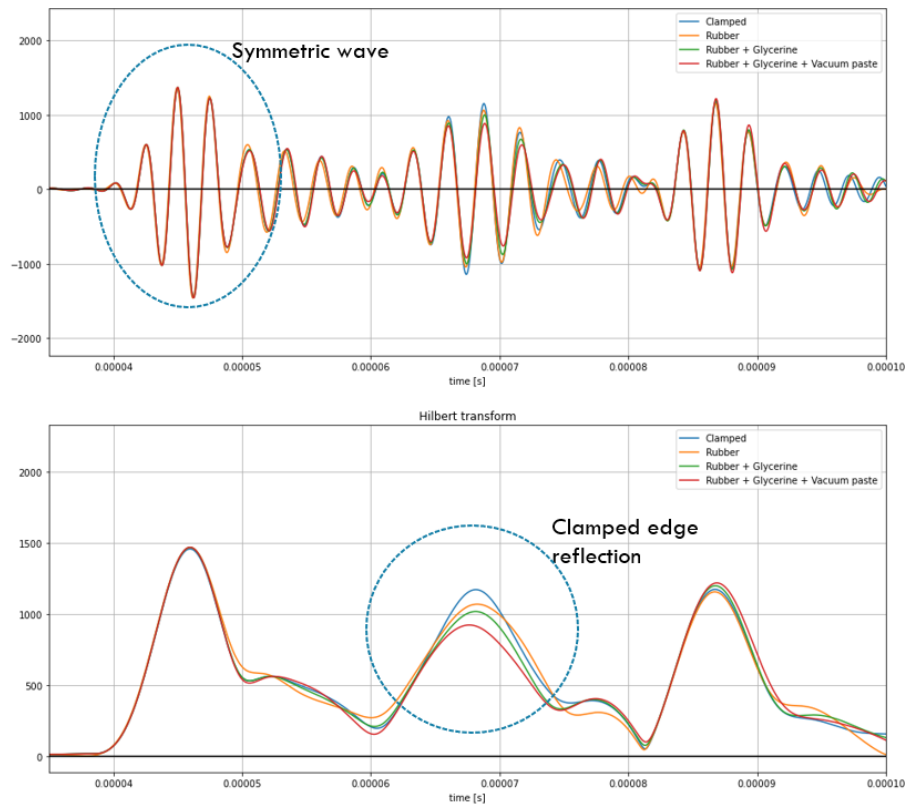 Symmetric wave
Clamped
Rubber
Rubber + Glycerine
Rubber + Glycerine + Vacuum paste
2000
1000
0
−1000
−2000
0.00004 0.00005 0.00006 0.00007 0.00008 0.00009 0.00010
time [s]
Hilbert transform
Clamped
Rubber
Rubber + Glycerine
Rubber + Glycerine + Vacuum paste
Clamped edge
reflection
2000
1500
1000
500
0
0.00004 0.00005 0.00006 0.00007 0.00008 0.00009 0.00010
time [s]